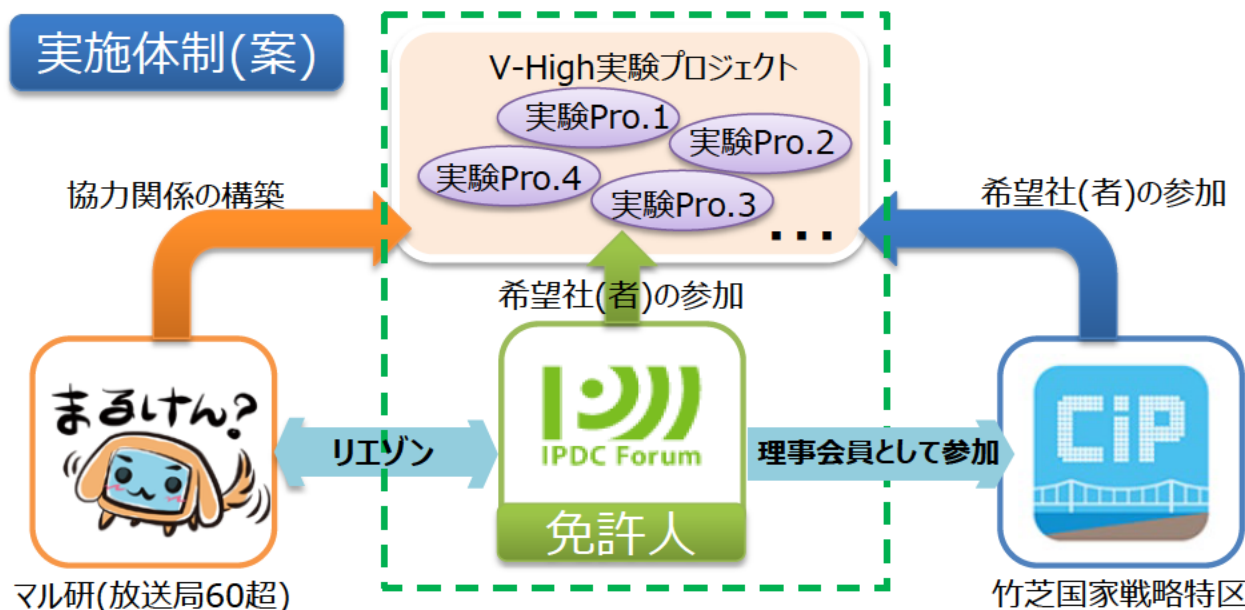 実施体制(案)
V-High実験プロジェクト
実験Pro.1
実験Pro.2
実験Pro.4
実験Pro.3
...
協力関係の構築
希望社(者)の参加
希望社(者)の参加
まるけん?
リエゾン
IPDC Forum
理事会員として参加
CiP
免許人
マル研(放送局60超)
竹芝国家戦略特区